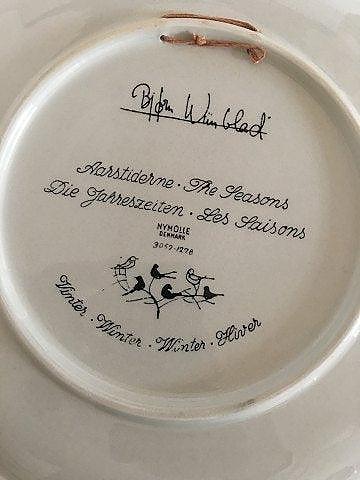 Bjørn Wiinblad
Aarstiderne · The Seasons
Die Jahreszeiten · Les Saisons
NYMØLLE
DENMARK
3052-1278
Vinter · Winter · Winter · Hiver